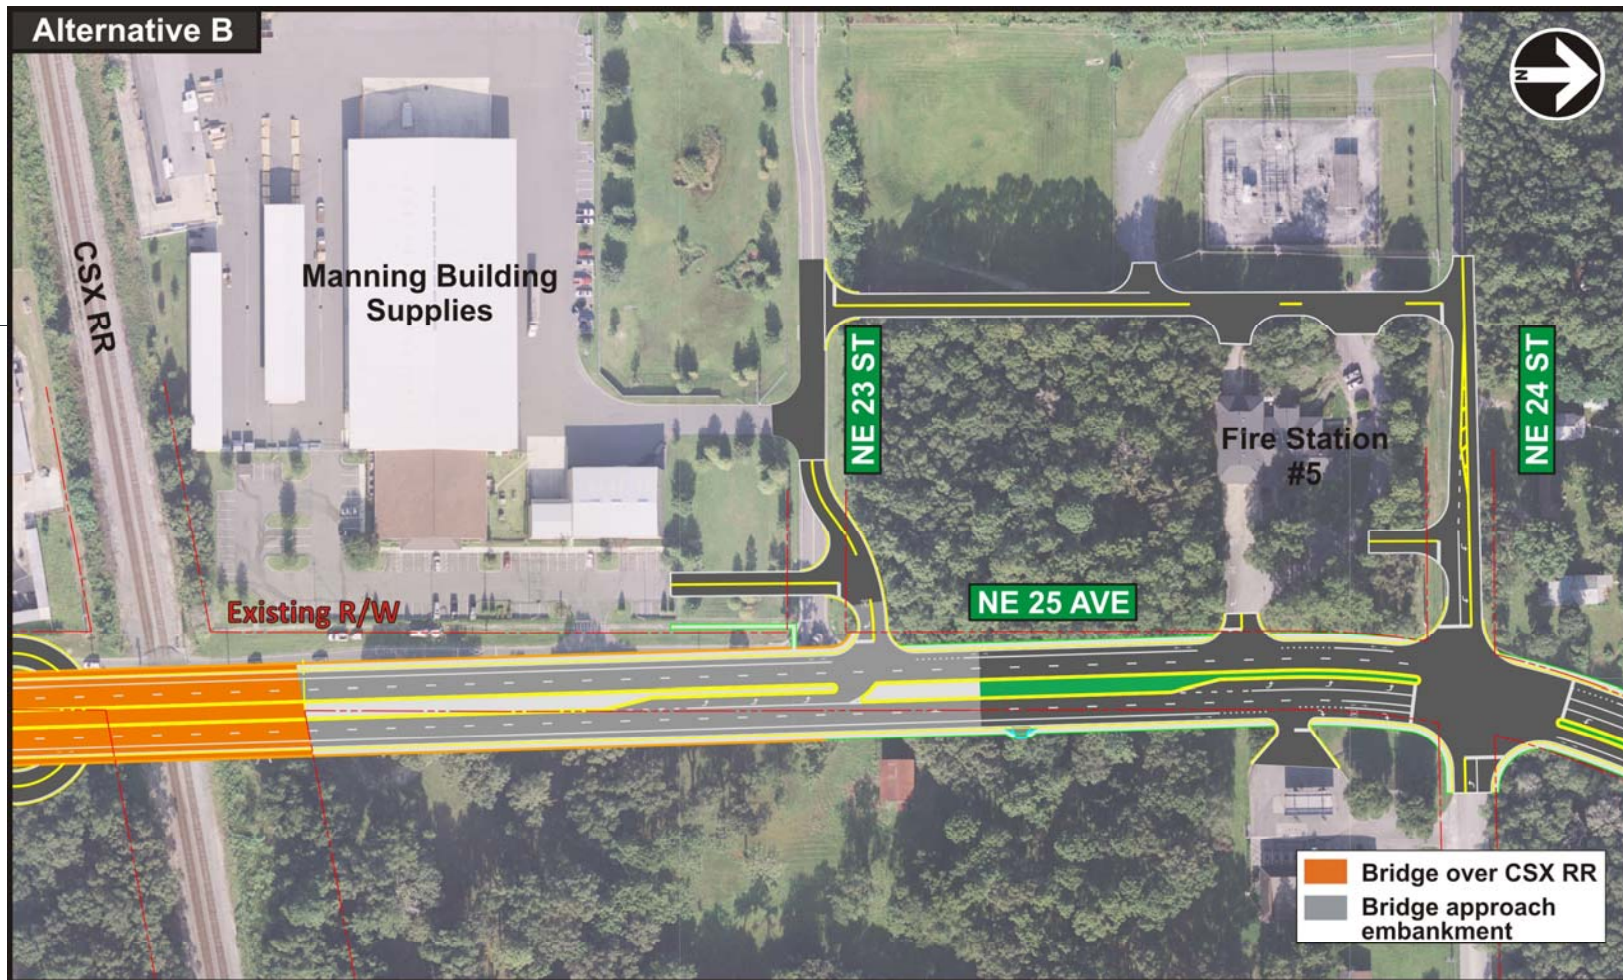 Alternative B
N
CSX RR
Manning Building
Supplies
NE 23 ST
NE 24 ST
Fire Station
#5
NE 25 AVE
Existing R/W
Bridge over CSX RR
Bridge approach
embankment